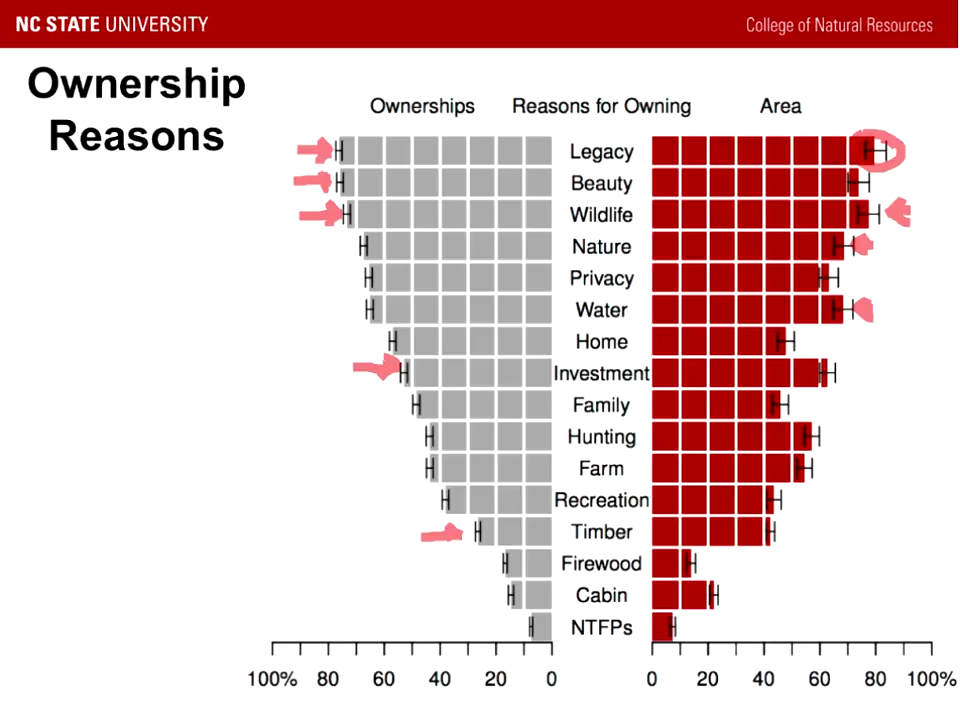 NC STATE UNIVERSITY
College of Natural Resources
Ownership
Reasons
Ownerships Reasons for Owning Area
Legacy
Beauty
Wildlife
Nature
Privacy
Water
Home
Investment
Family
Hunting
Farm
Recreation
Timber
Firewood
Cabin
NTFPs
100% 80 60 40 20 0 0 20 40 60 80 100%